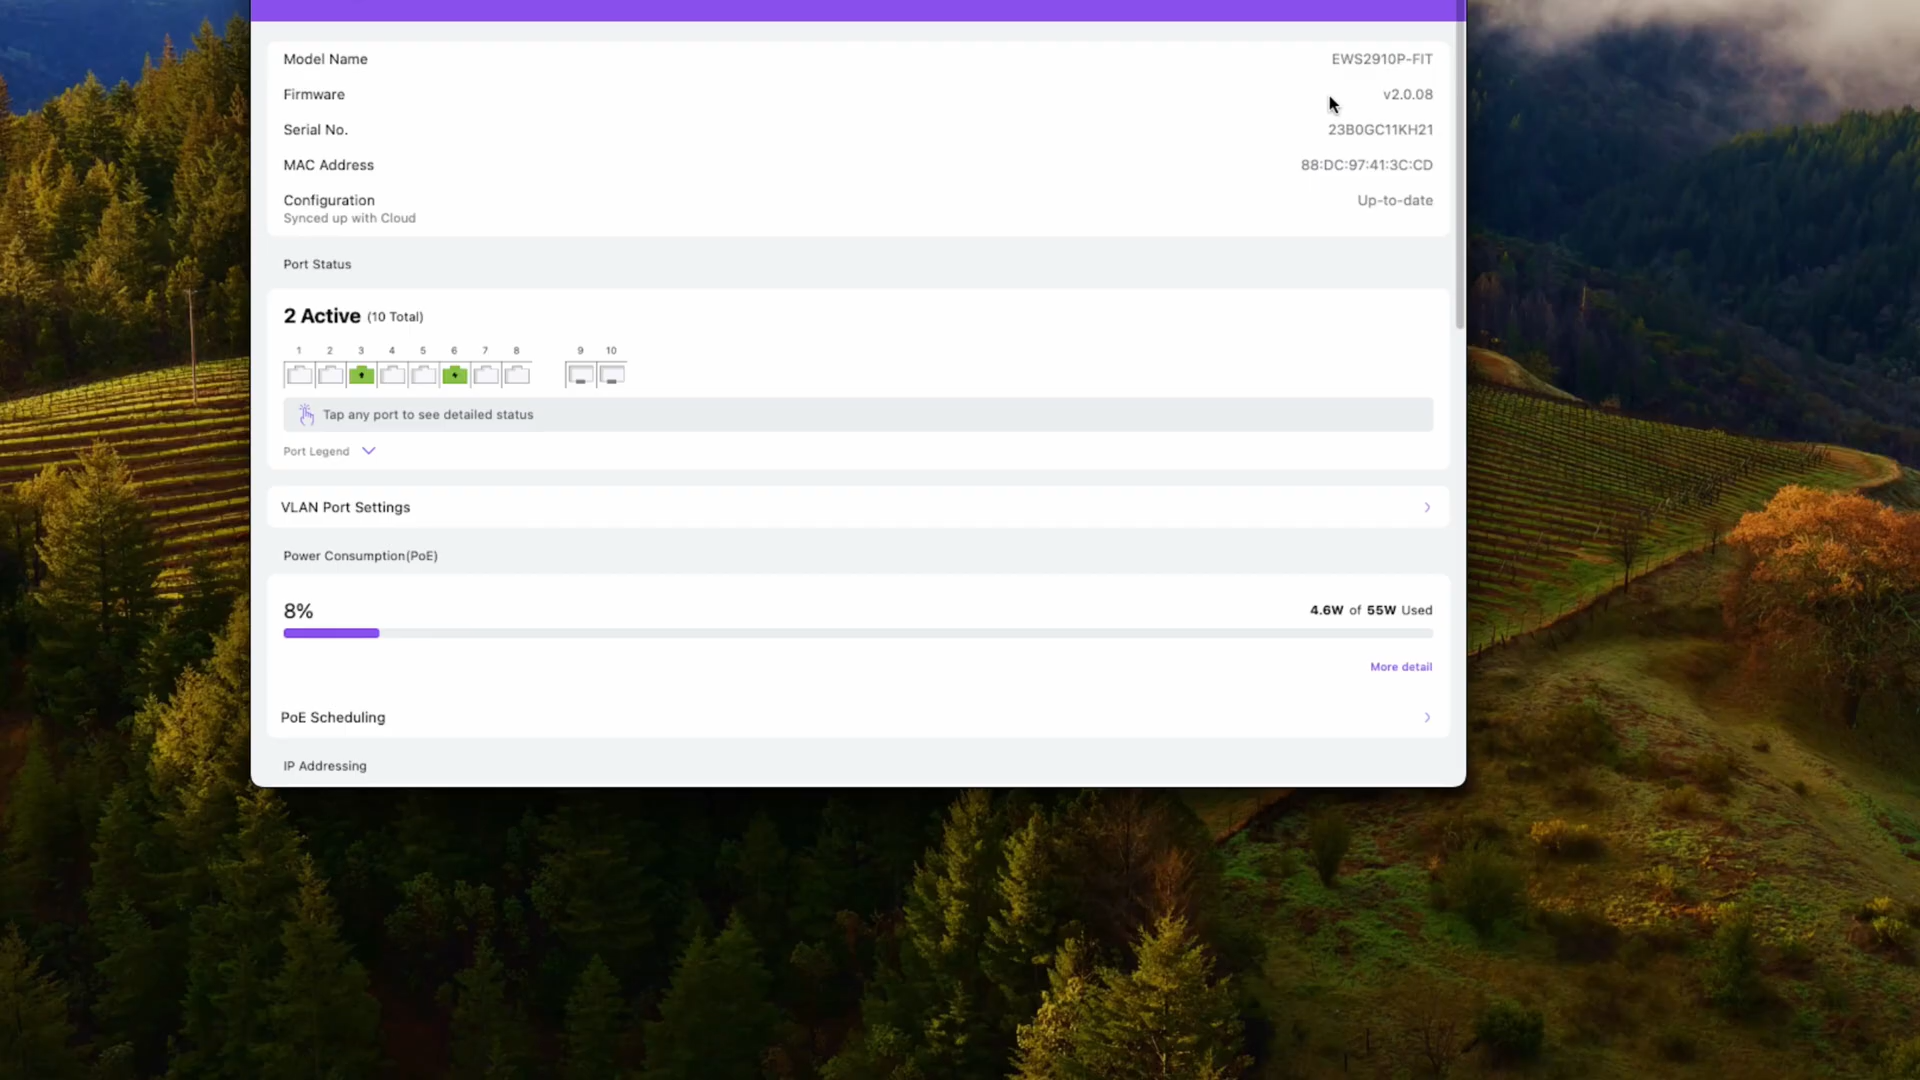 Model Name EWS2910P-FIT
Firmware v2.0.08
Serial No. 23B0GC11KH21
MAC Address 88:DC:97:41:3C:CD
Configuration Up-to-date
Synced up with Cloud
Port Status
2 Active (10 Total)
1 2 3 4 5 6 7 8 9 10
Tap any port to see detailed status
Port Legend
VLAN Port Settings
Power Consumption(PoE)
8% 4.6W of 55W Used
More detail
PoE Scheduling
IP Addressing